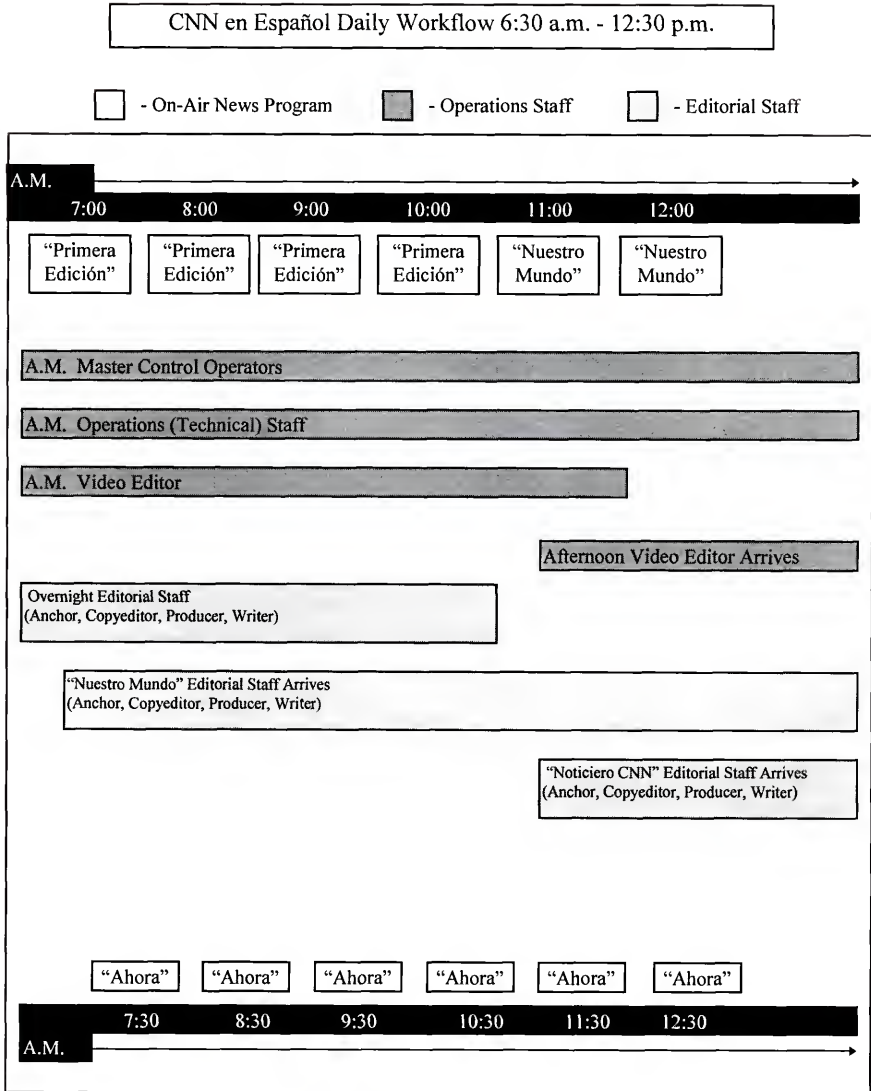 CNN en Español Daily Workflow 6:30 a.m. - 12:30 p.m.
- On-Air News Program - Operations Staff - Editorial Staff
A.M.
7:00 8:00 9:00 10:00 11:00 12:00
“Primera “Primera “Primera “Primera “Nuestro “Nuestro
Edición” Edición” Edición” Edición” Mundo” Mundo”
A.M. Master Control Operators
A.M. Operations (Technical) Staff
A.M. Video Editor
Afternoon Video Editor Arrives
Overnight Editorial Staff
(Anchor, Copyeditor, Producer, Writer)
“Nuestro Mundo” Editorial Staff Arrives
(Anchor, Copyeditor, Producer, Writer)
“Noticiero CNN” Editorial Staff Arrives
(Anchor, Copyeditor, Producer, Writer)
“Ahora” “Ahora” “Ahora” “Ahora” “Ahora” “Ahora”
7:30 8:30 9:30 10:30 11:30 12:30
A.M.